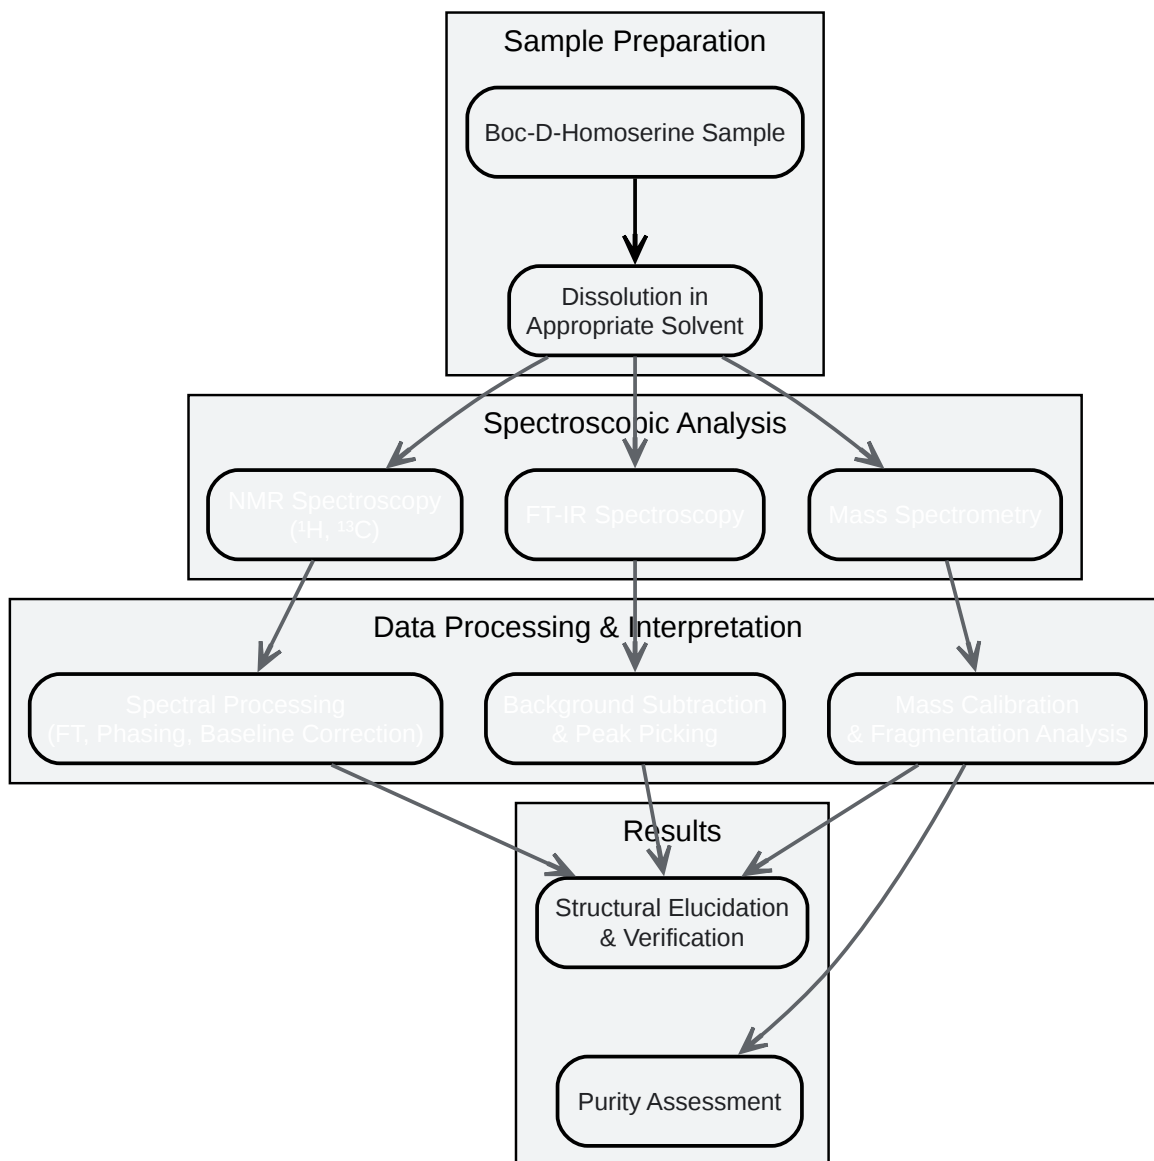 Sample Preparation
Boc-D-Homoserine Sample
Dissolution in
Appropriate Solvent
Spectroscopic Analysis
NMR Spectroscopy
(¹H, ¹³C)
FT-IR Spectroscopy
Mass Spectrometry
Data Processing & Interpretation
Spectral Processing
(FT, Phasing, Baseline Correction)
Background Subtraction
& Peak Picking
Mass Calibration
& Fragmentation Analysis
Results
Structural Elucidation
& Verification
Purity Assessment